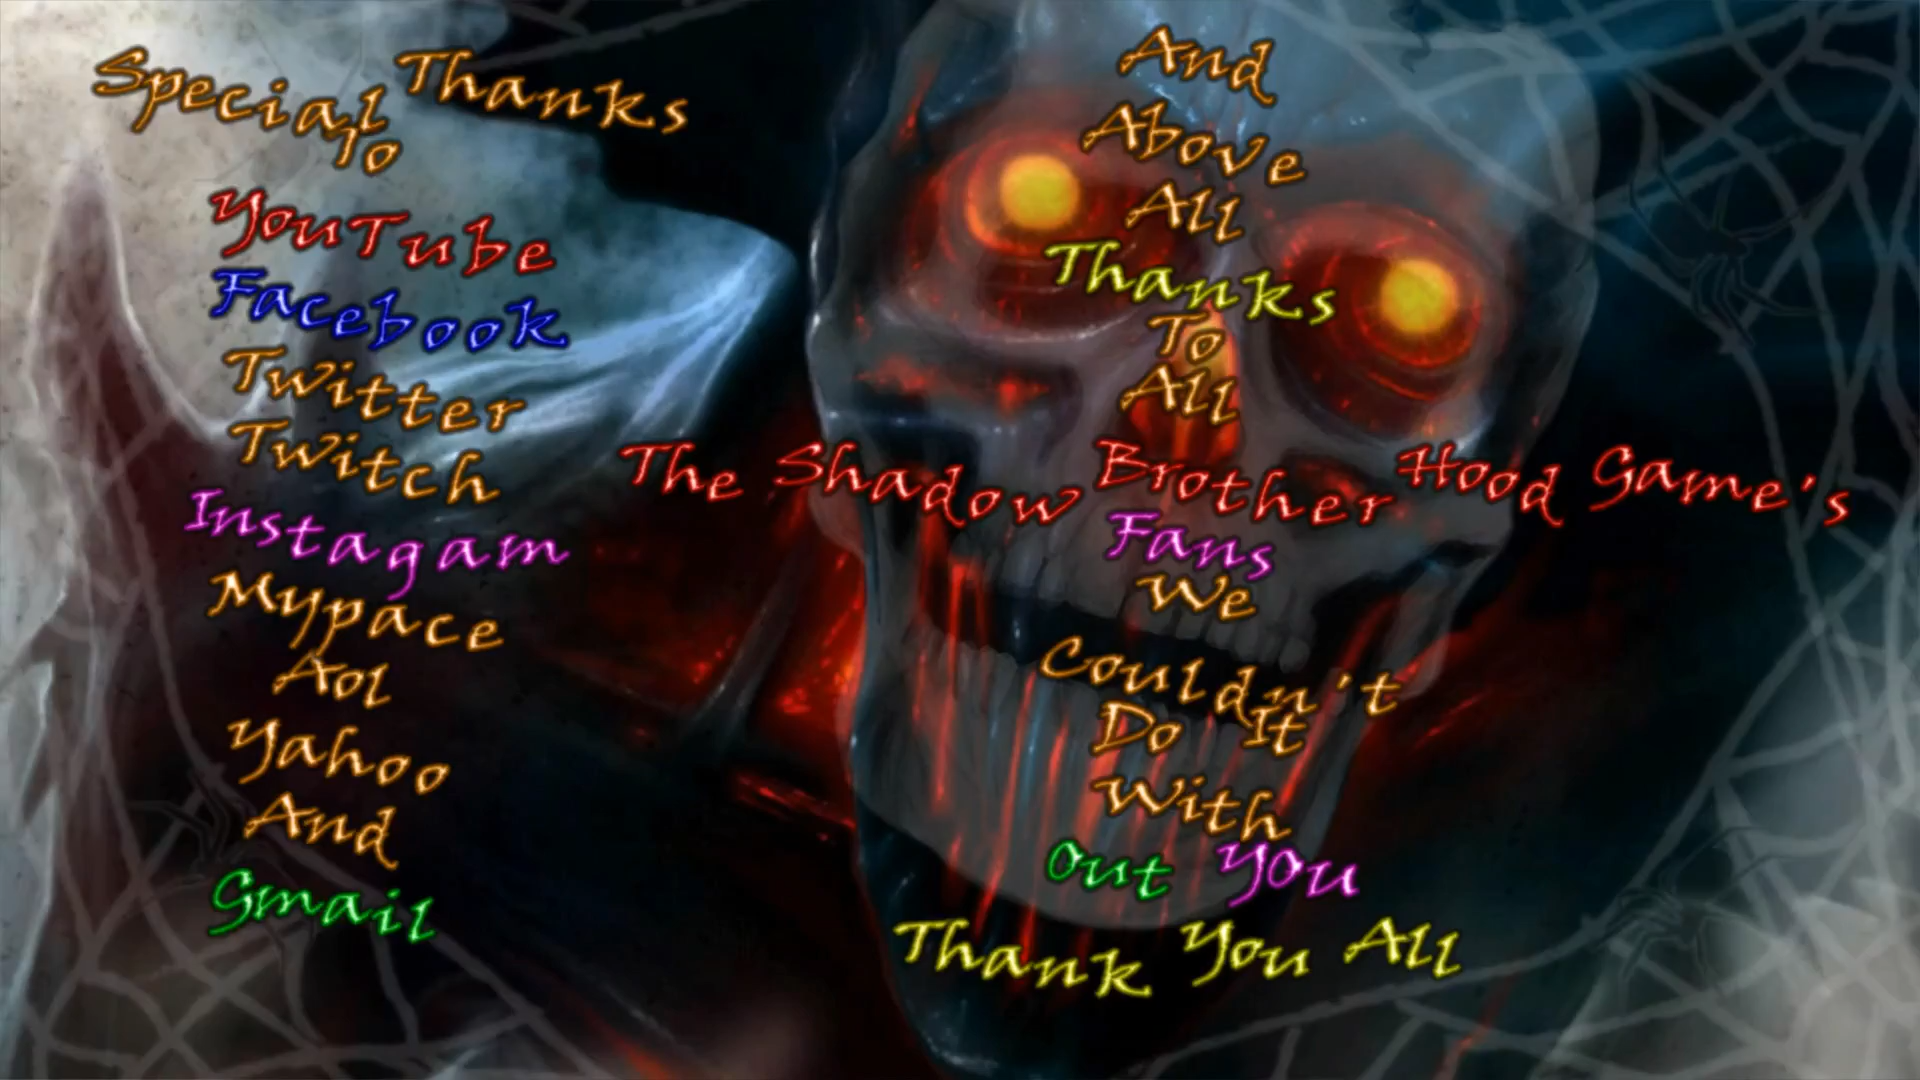 Special Thanks
To
YouTube
Facebook
Twitter
Twitch
Instagam
Mypace
Aol
Yahoo
And
Gmail
And
Above
All
Thanks
To
All
The Shadow Brother Hood Game's
Fans
We
Couldn't
Do It
With
Out You
Thank You All